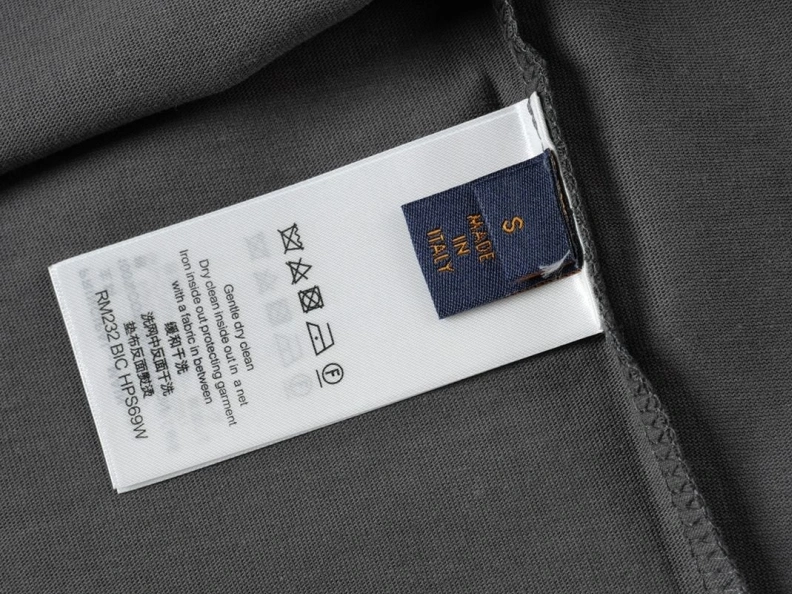 S
MADE
IN
ITALY
F
Gentle dry clean
Dry clean inside out in a net
Iron inside out protecting garment
with a fabric in between
缓和干洗
洗网中反面干洗
垫布反面熨烫
RM232 BIC HPS69W